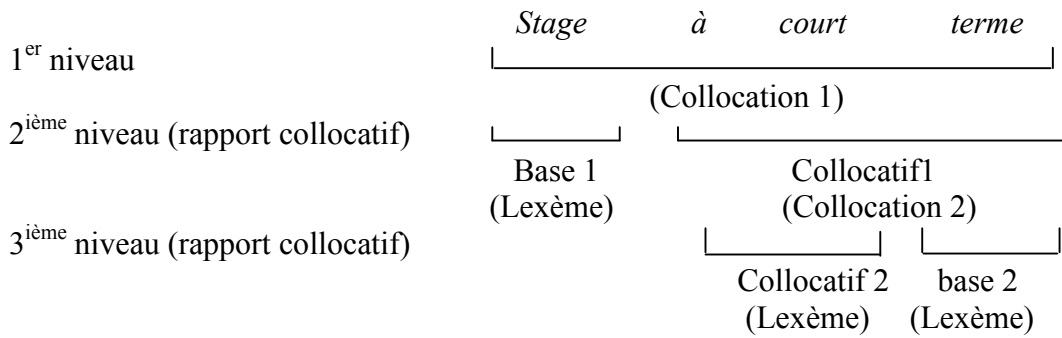 Stage à court terme
1er niveau
(Collocation 1)
2ième niveau (rapport collocatif)
Base 1 Collocatif1
(Lexème) (Collocation 2)
3ième niveau (rapport collocatif)
Collocatif 2 base 2
(Lexème) (Lexème)